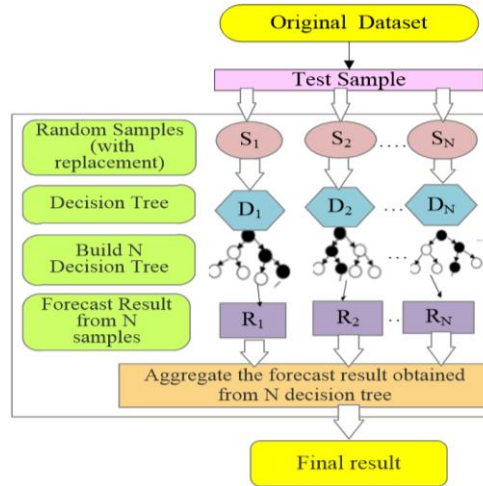 Original Dataset
Test Sample
Random Samples
(with
replacement)
S1 S2 ..... SN
Decision Tree
D1 D2 ... DN
Build N
Decision Tree
Forecast Result
from N
samples
R1 R2 .. RN
Aggregate the forecast result obtained
from N decision tree
Final result